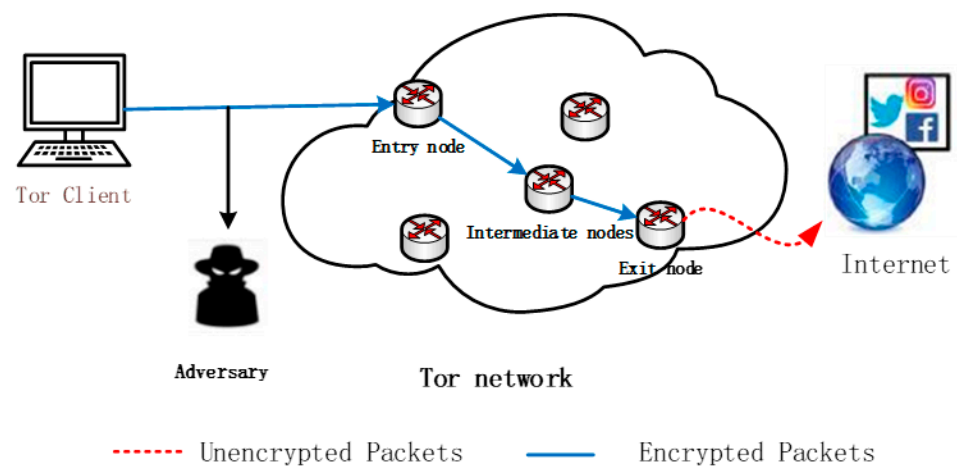 Entry node
Tor Client
Intermediate nodes
Exit node
Internet
Adversary
Tor network
Unencrypted Packets
Encrypted Packets